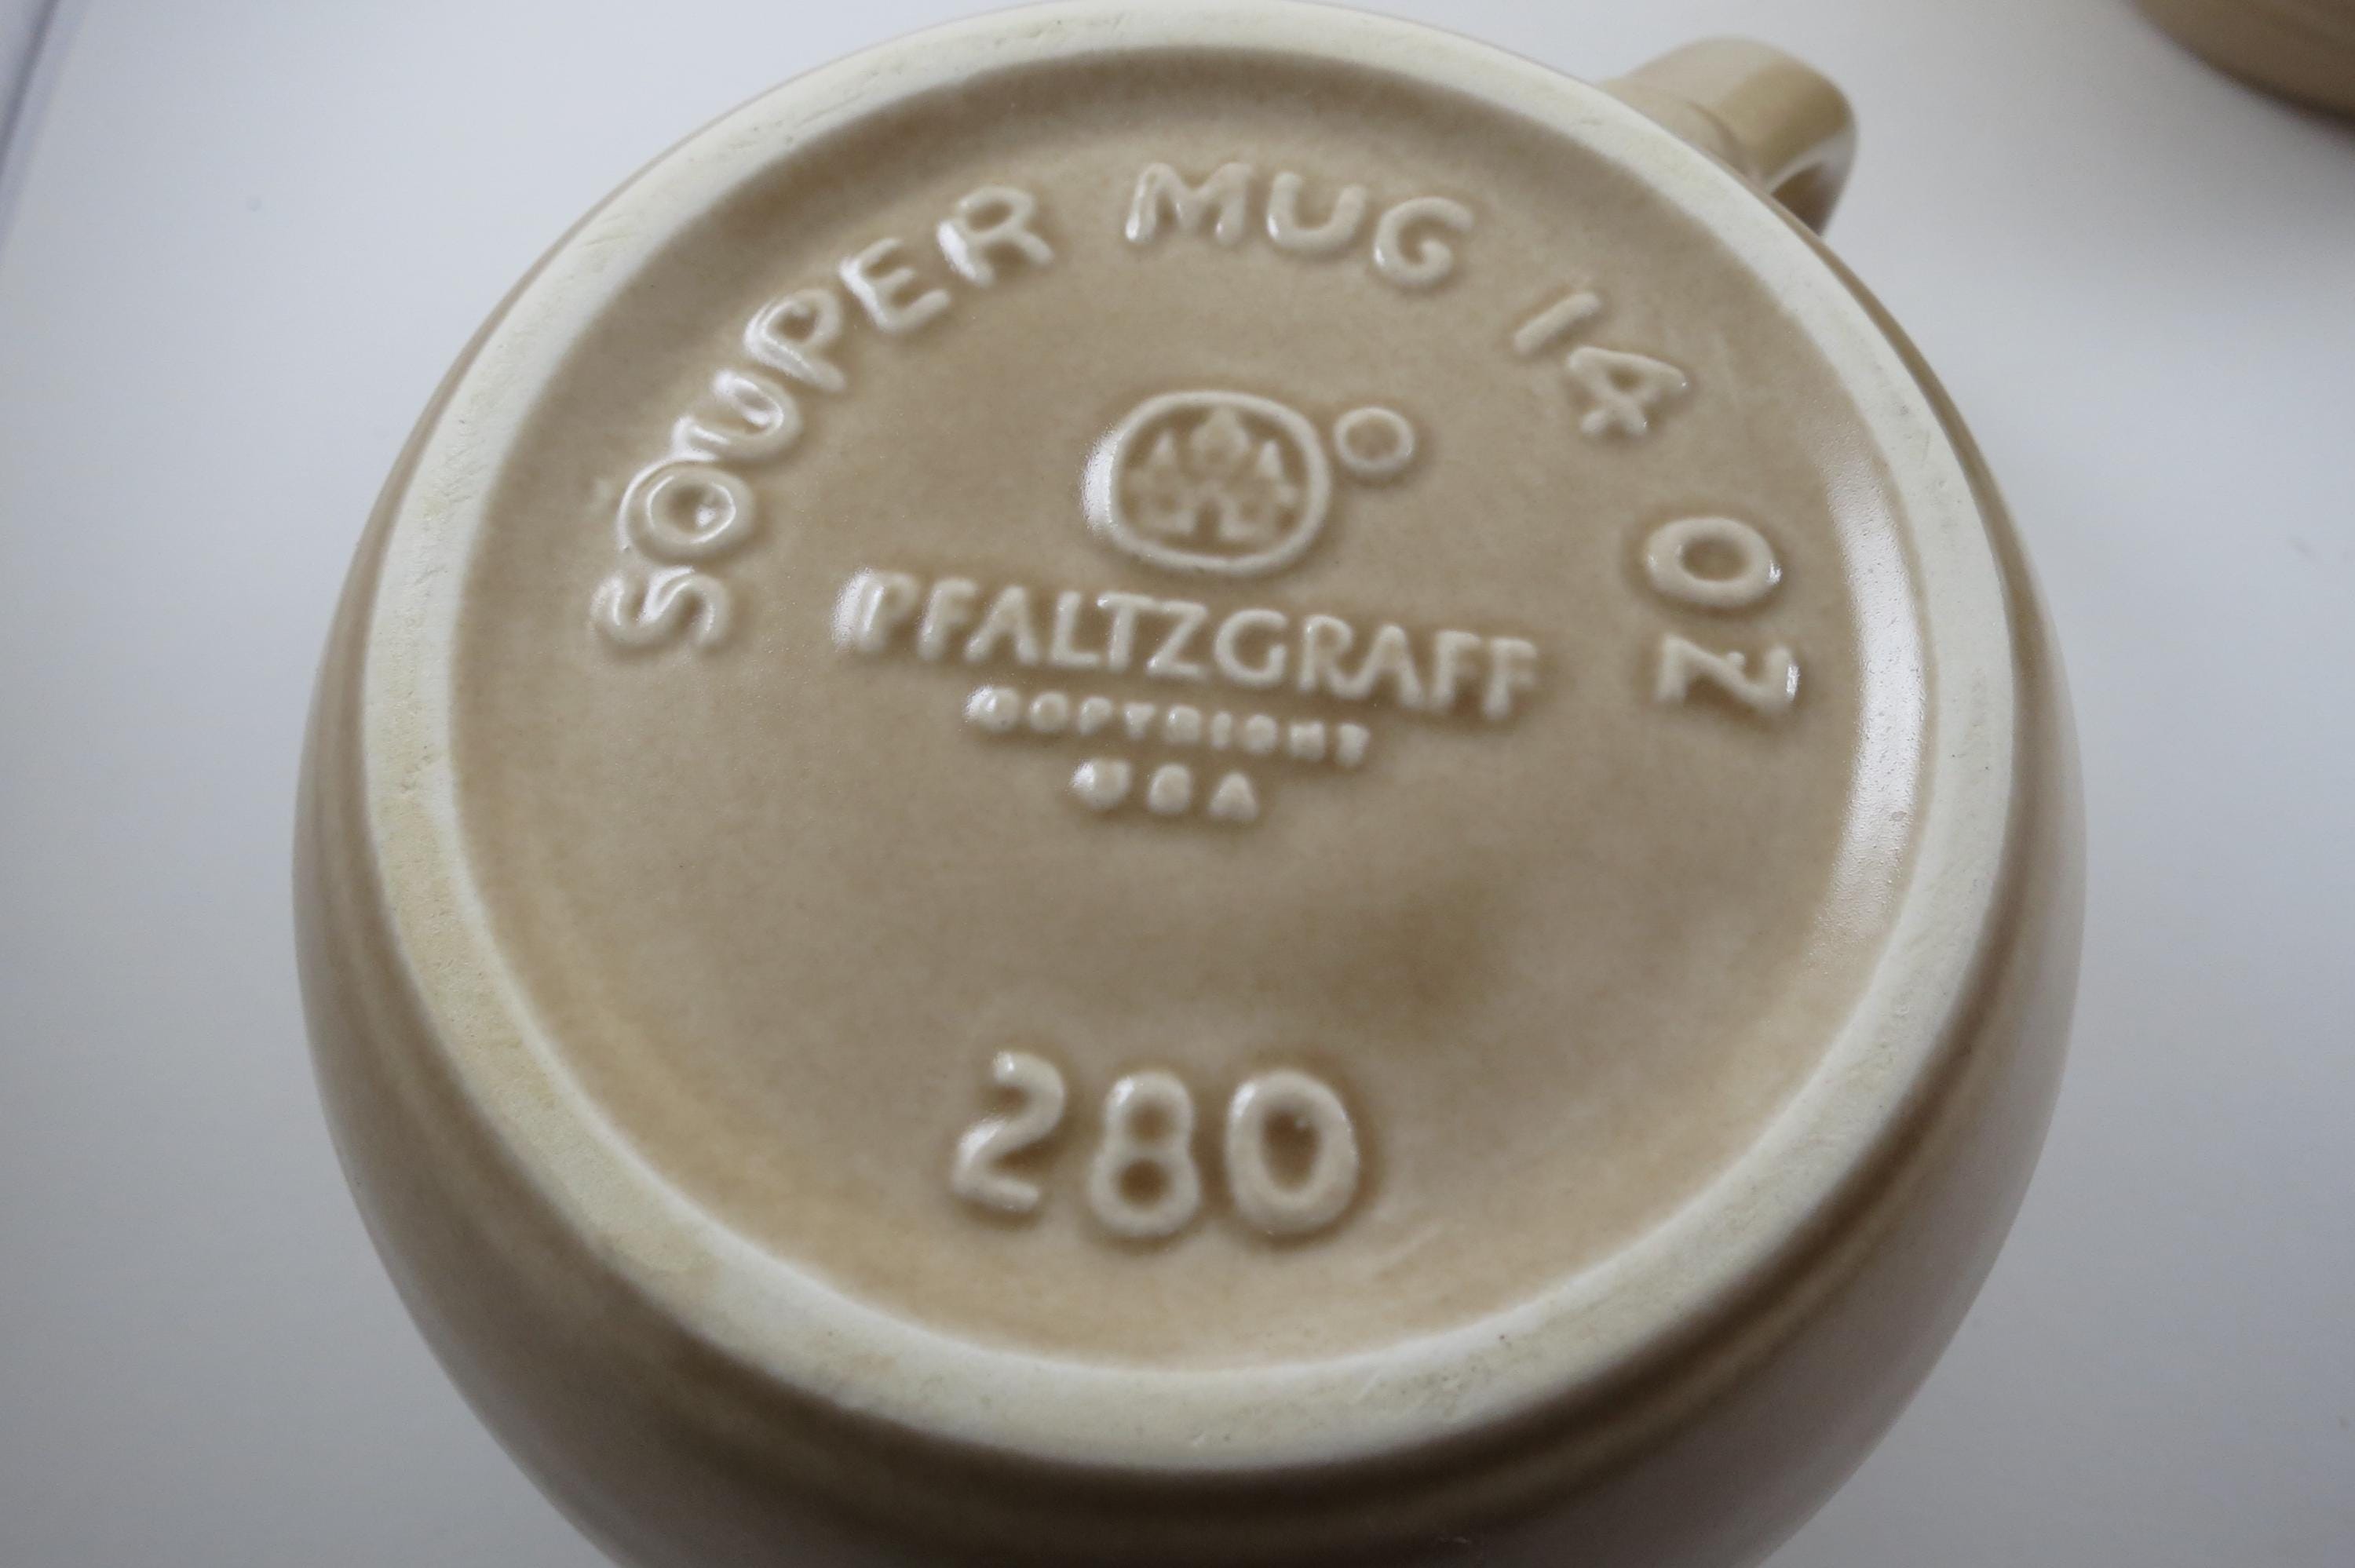 SOUPER MUG 14 OZ
PFALTZGRAFF
COPYRIGHT
USA
280